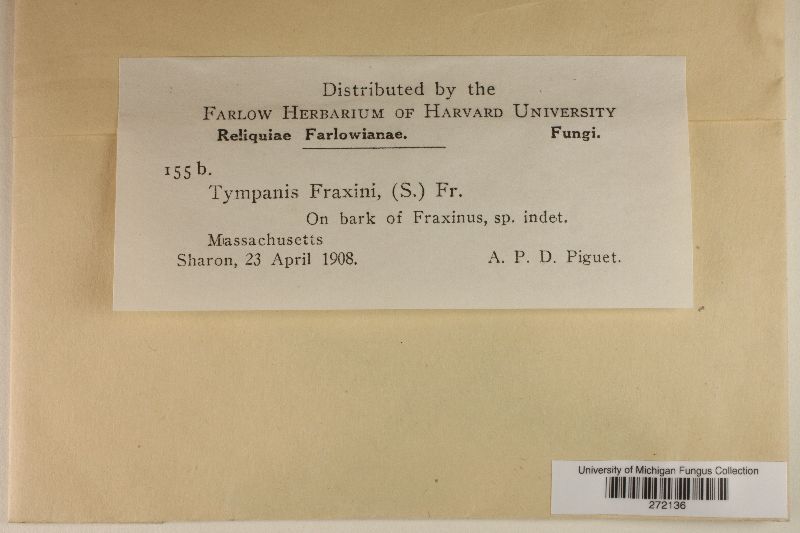 Distributed by the
Farlow Herbarium of Harvard University
Reliquiae Farlowianae. Fungi.
155 b.
Tympanis Fraxini, (S.) Fr.
On bark of Fraxinus, sp. indet.
Massachusetts
Sharon, 23 April 1908. A. P. D. Piguet.
University of Michigan Fungus Collection
272136